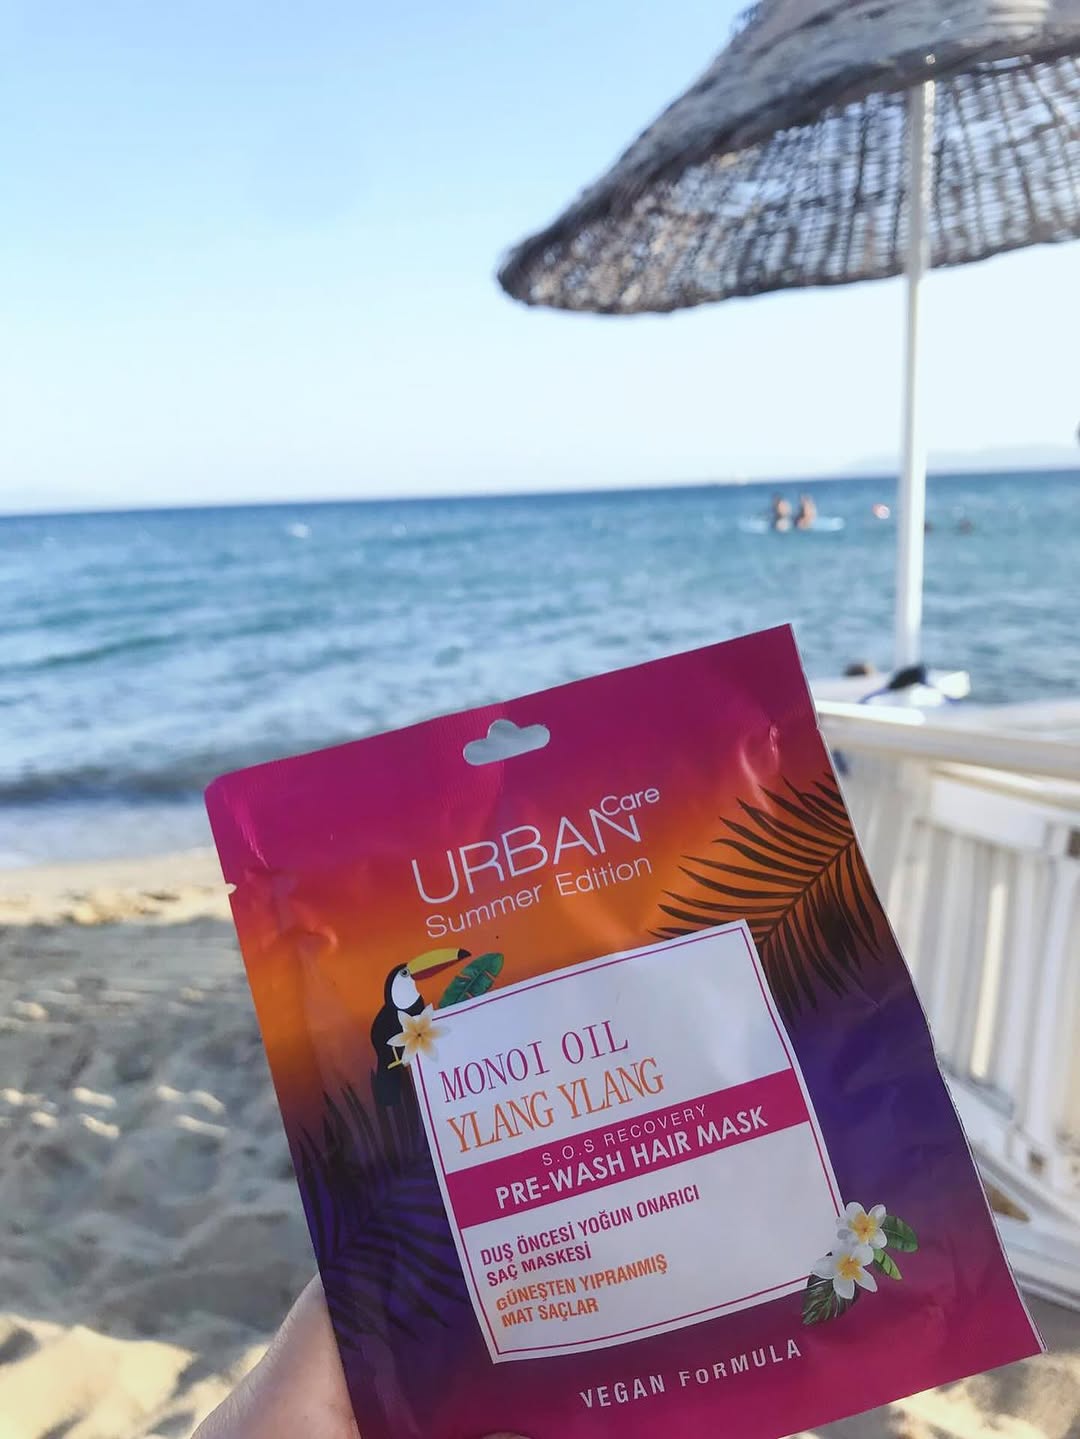 URBAN Care
Summer Edition
MONOI OIL
YLANG YLANG
S.O.S RECOVERY
PRE-WASH HAIR MASK
DUŞ ÖNCESİ YOĞUN ONARICI
SAÇ MASKESİ
GÜNEŞTEN YIPRANMIŞ
MAT SAÇLAR
VEGAN FORMULA